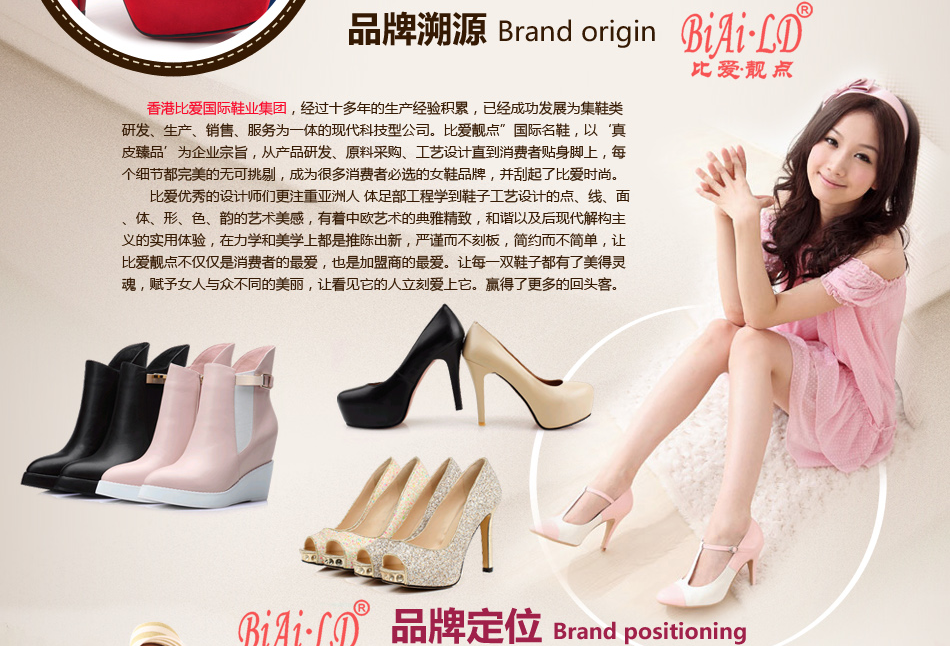 品牌溯源 Brand origin
BiAi·LD®
比爱·靓点
香港比爱国际鞋业集团，经过十多年的生产经验积累，已经成功发展为集鞋类
研发、生产、销售、服务为一体的现代科技型公司。比爱靓点”国际名鞋，以‘真
皮臻品’为企业宗旨，从产品研发、原料采购、工艺设计直到消费者贴身脚上，每
个细节都完美的无可挑剔，成为很多消费者必选的女鞋品牌，并刮起了比爱时尚。
比爱优秀的设计师们更注重亚洲人 体足部工程学到鞋子工艺设计的点、线、面
、体、形、色、韵的艺术美感，有着中欧艺术的典雅精致，和谐以及后现代解构主
义的实用体验，在力学和美学上都是推陈出新，严谨而不刻板，简约而不简单，让
比爱靓点不仅仅是消费者的最爱，也是加盟商的最爱。让每一双鞋子都有了美得灵
魂，赋予女人与众不同的美丽，让看见它的人立刻爱上它。赢得了更多的回头客。
BiAi·LD®
品牌定位 Brand positioning